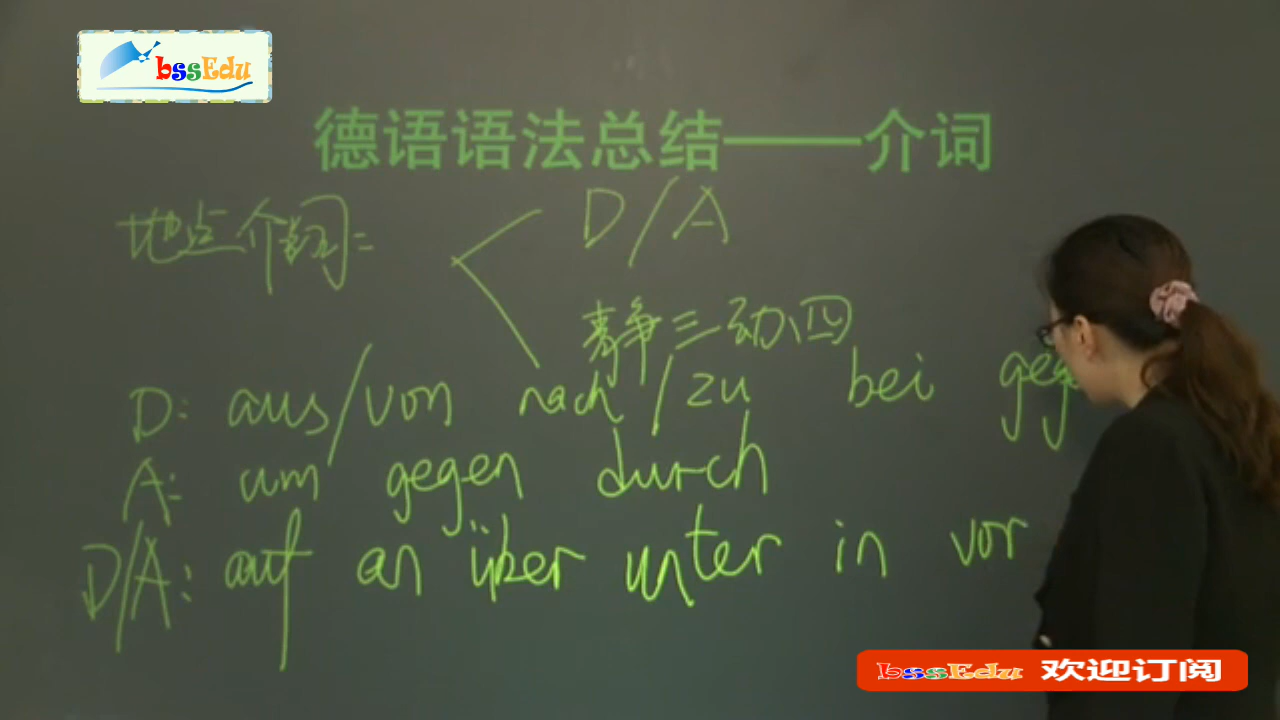 bssEdu
德语语法总结——介词
地点介词:
D/A
静三动四
D: aus/von nach/zu bei
A: um gegen durch
D/A: auf an über unter in vor
bssEdu 欢迎订阅